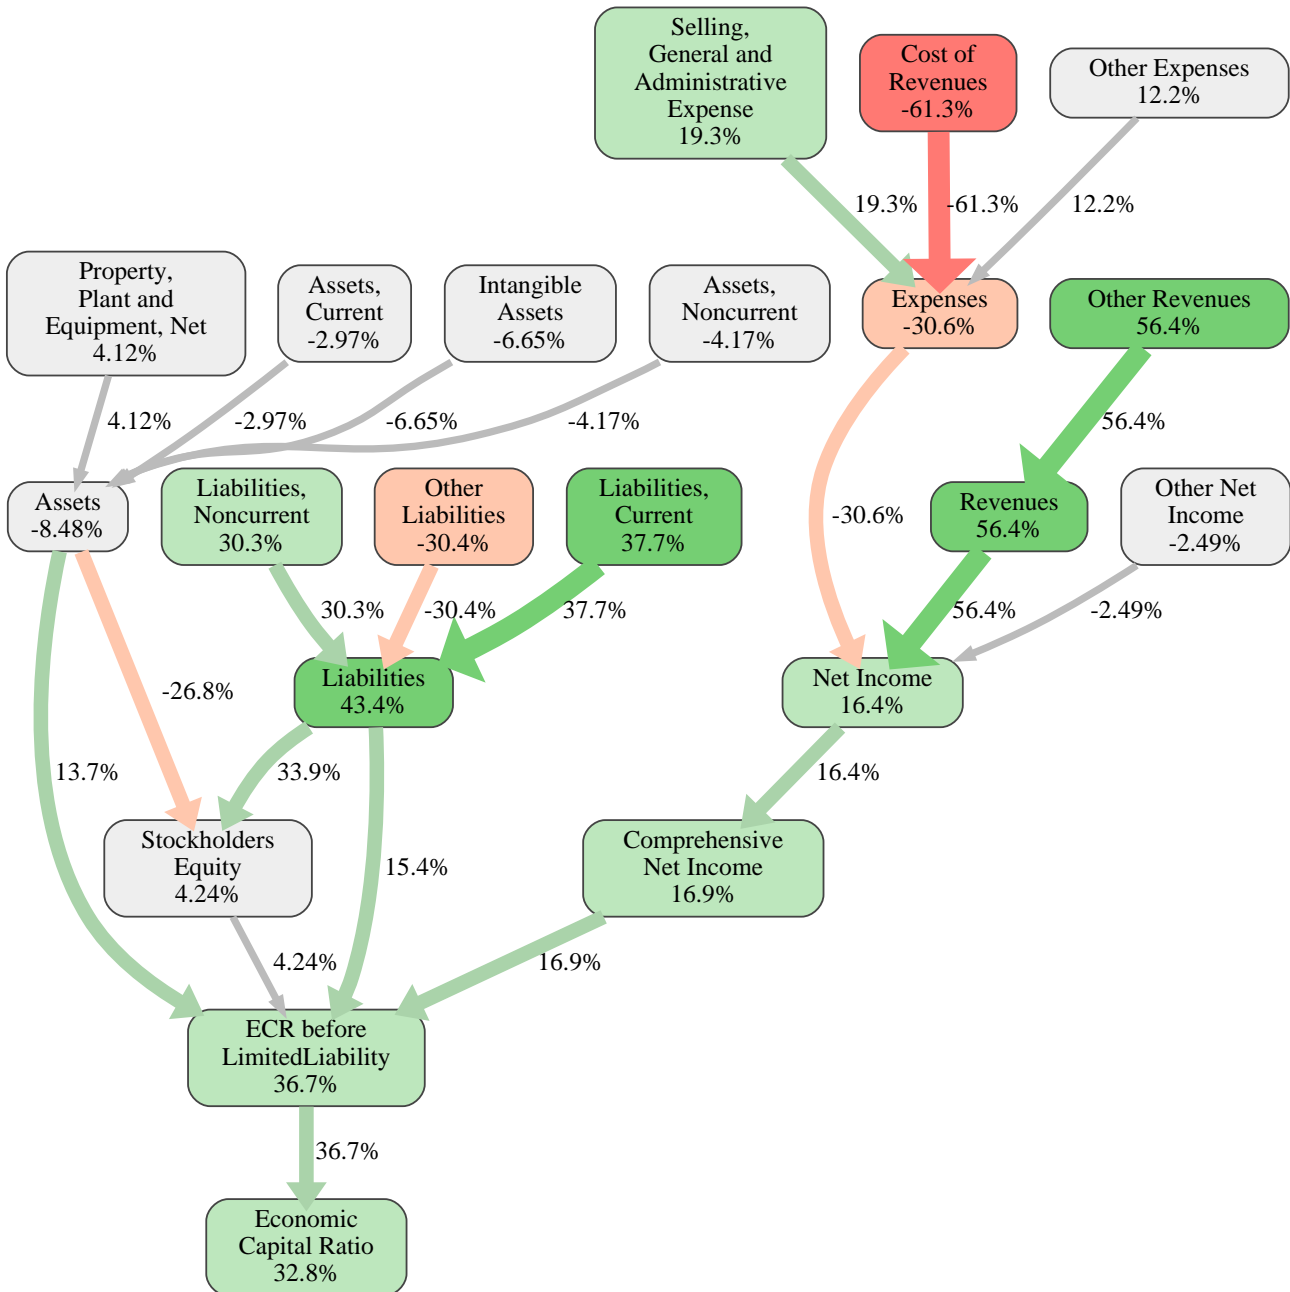 Selling,
General and
Administrative
Expense
19.3%
Cost of
Revenues
-61.3%
Other Expenses
12.2%
19.3%
-61.3%
12.2%
Property,
Plant and
Equipment, Net
4.12%
Assets,
Current
-2.97%
Intangible
Assets
-6.65%
Assets,
Noncurrent
-4.17%
Expenses
-30.6%
Other Revenues
56.4%
4.12%
-2.97%
-6.65%
-4.17%
56.4%
Assets
-8.48%
Liabilities,
Noncurrent
30.3%
Other
Liabilities
-30.4%
Liabilities,
Current
37.7%
-30.6%
Revenues
56.4%
Other Net
Income
-2.49%
30.3%
-30.4%
37.7%
56.4%
-2.49%
-26.8%
Liabilities
43.4%
Net Income
16.4%
13.7%
33.9%
16.4%
Stockholders
Equity
4.24%
15.4%
Comprehensive
Net Income
16.9%
4.24%
16.9%
ECR before
LimitedLiability
36.7%
36.7%
Economic
Capital Ratio
32.8%